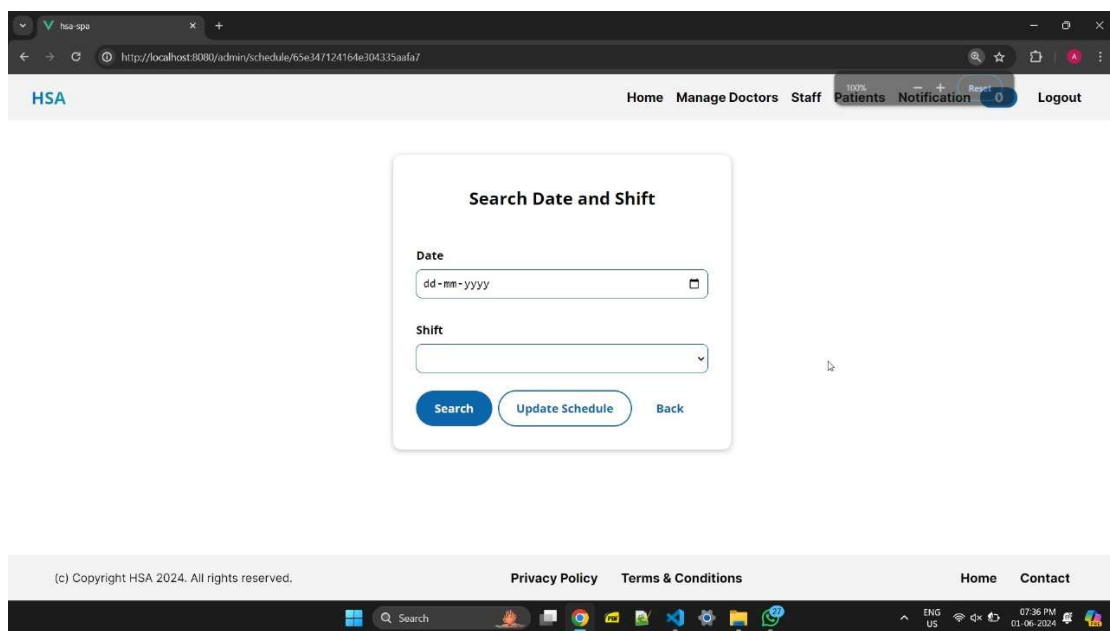 hsa-spa
http://localhost:8080/admin/schedule/65e347124164e304335aafa7
A
100%
Reset
HSA
Home Manage Doctors Staff Patients Notification 0 Logout
Search Date and Shift
Date
dd-mm-yyyy
Shift
Search Update Schedule Back
(c) Copyright HSA 2024. All rights reserved. Privacy Policy Terms & Conditions Home Contact
Search
27
ENG
US
07:36 PM
01-06-2024